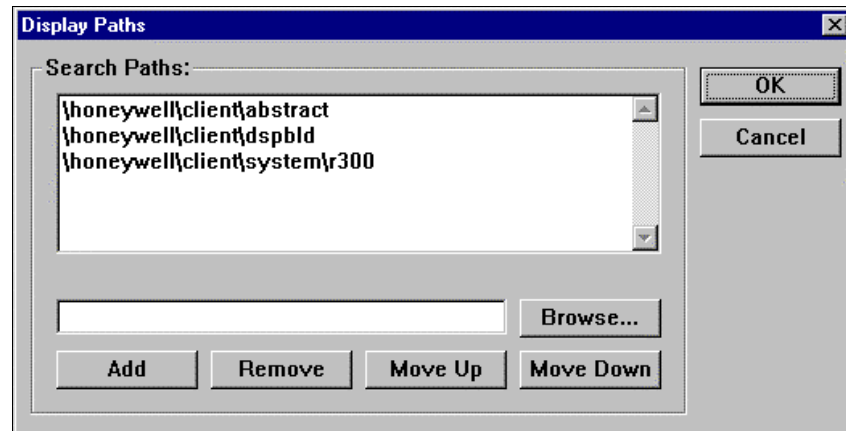 Display Paths
Search Paths:
\honeywell\client\abstract
\honeywell\client\dspbld
\honeywell\client\system\r300
OK
Cancel
Browse...
Add Remove Move Up Move Down